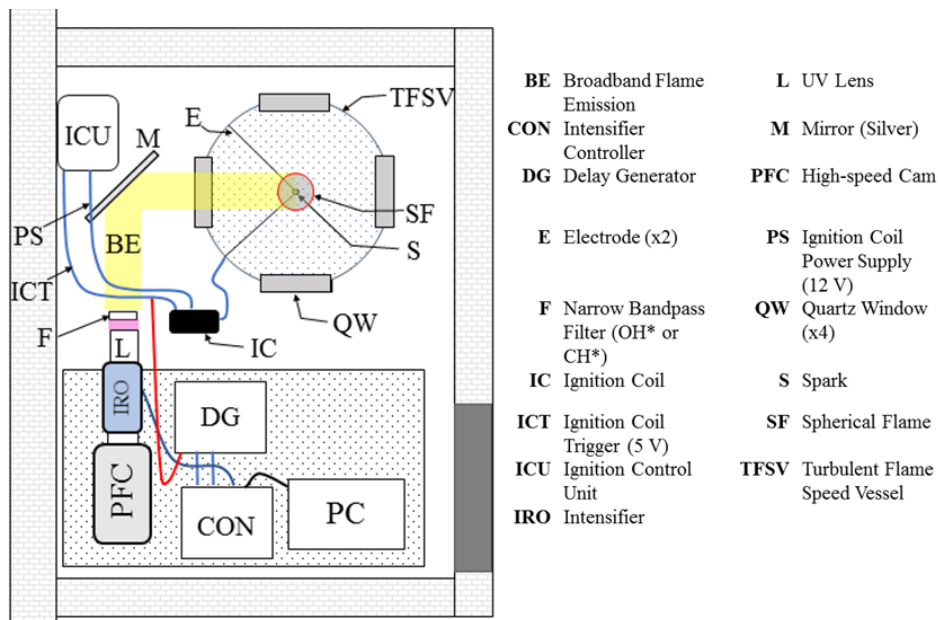 ICU
M
E
TFSV
PS
BE
SF
S
ICT
F
L
IC
QW
IRO
DG
PFC
CON
PC
BE Broadband Flame
Emission
CON Intensifier
Controller
DG Delay Generator
E Electrode (x2)
F Narrow Bandpass
Filter (OH* or
CH*)
IC Ignition Coil
ICT Ignition Coil
Trigger (5 V)
ICU Ignition Control
Unit
IRO Intensifier
L UV Lens
M Mirror (Silver)
PFC High-speed Cam
PS Ignition Coil
Power Supply
(12 V)
QW Quartz Window
(x4)
S Spark
SF Spherical Flame
TFSV Turbulent Flame
Speed Vessel